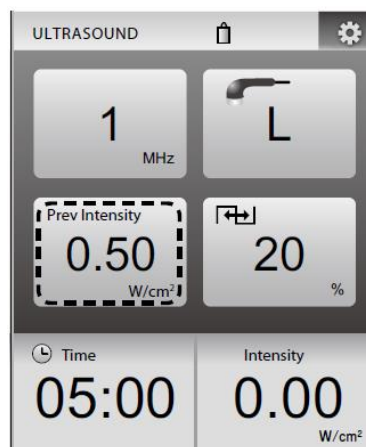 ULTRASOUND
1
MHz
L
Prev Intensity
0.50
W/cm²
20
%
Time
05:00
Intensity
0.00
W/cm²